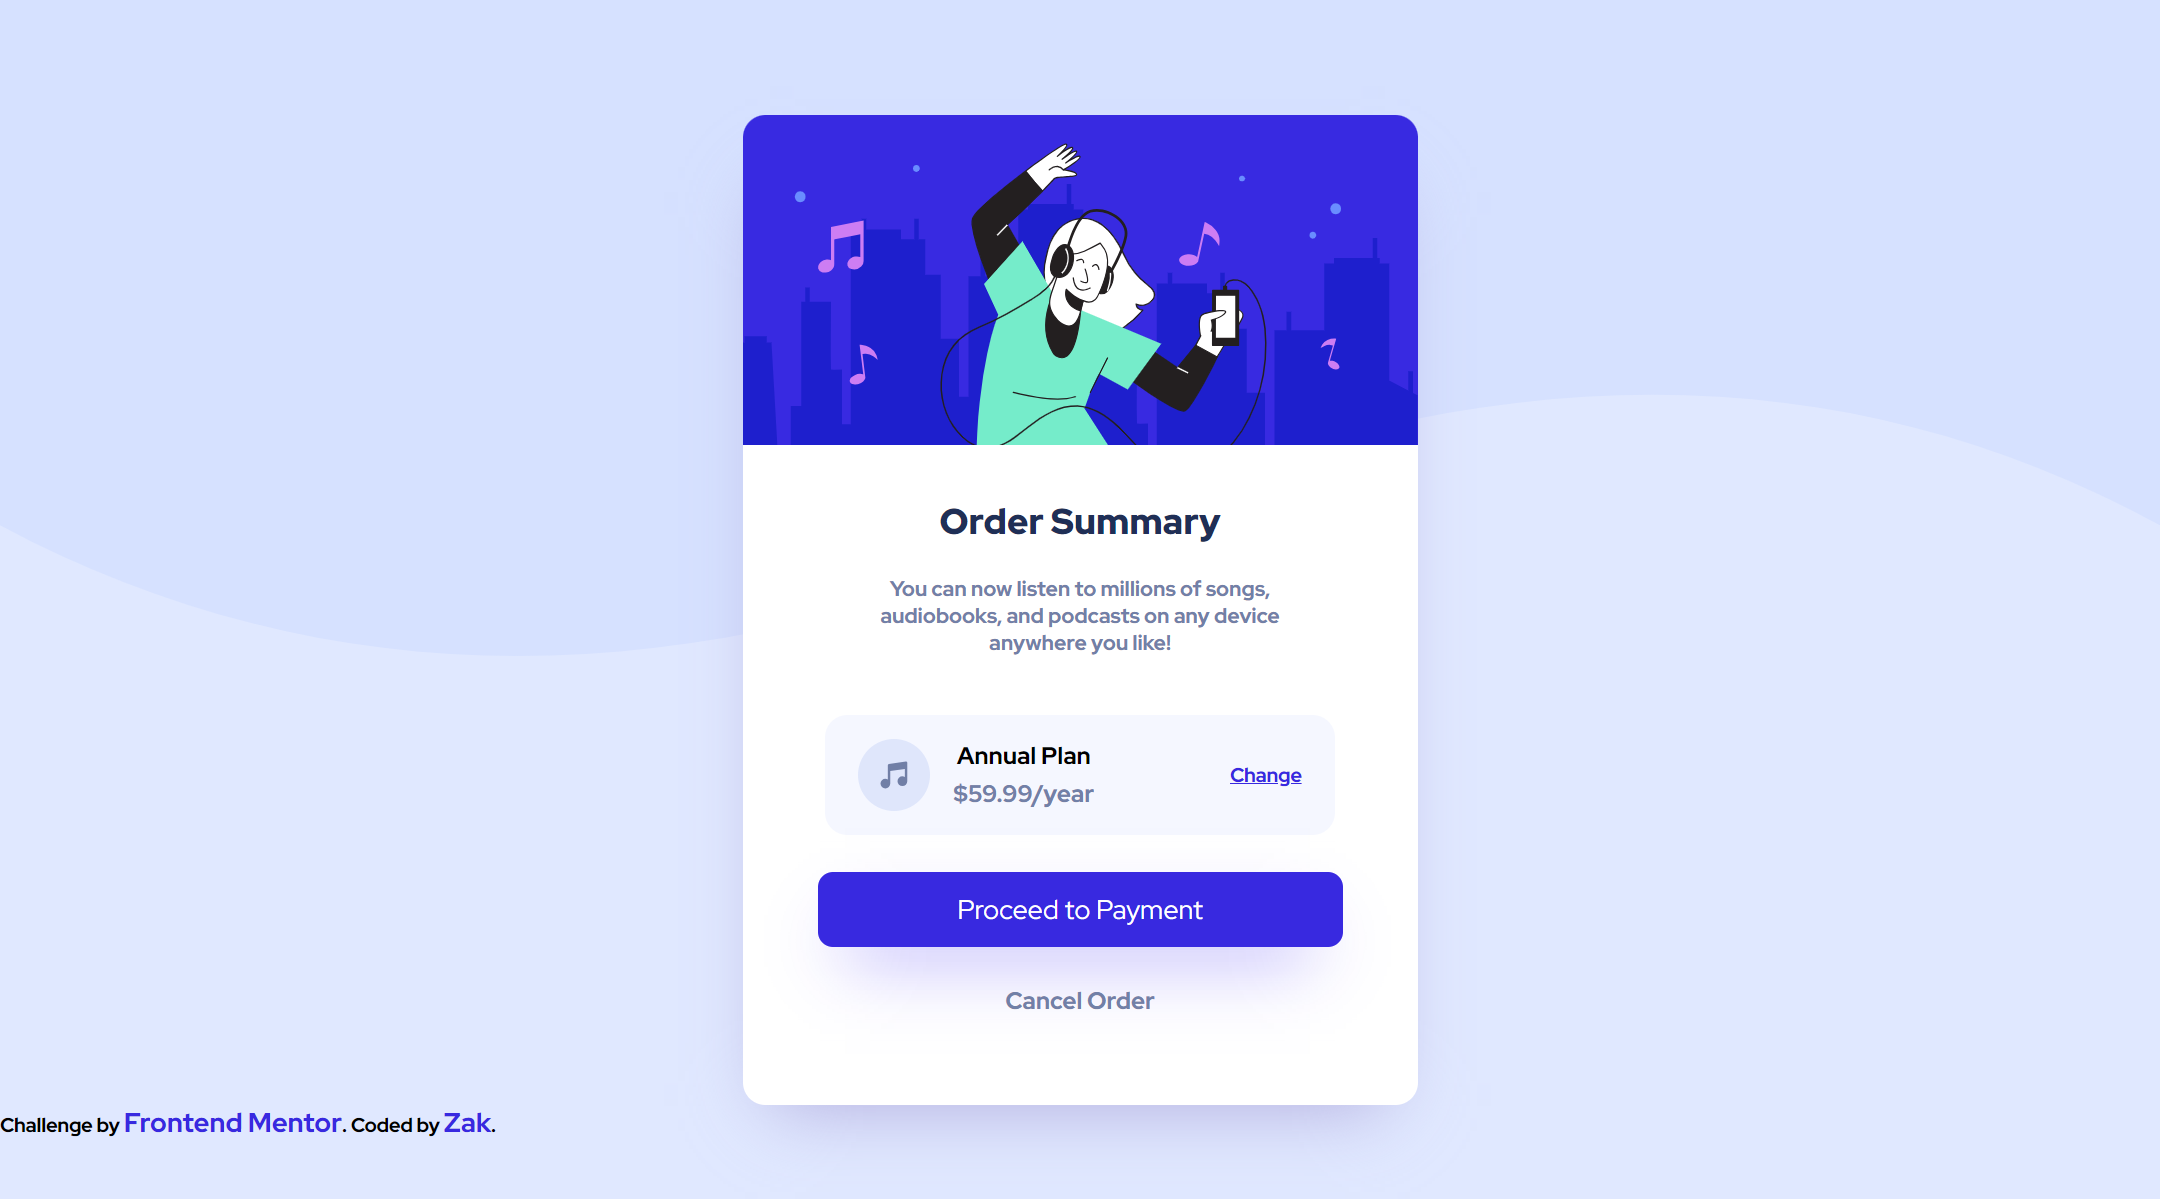 Order Summary
You can now listen to millions of songs,
audiobooks, and podcasts on any device
anywhere you like!
Annual Plan
$59.99/year
Change
Proceed to Payment
Cancel Order
Challenge by Frontend Mentor. Coded by Zak.